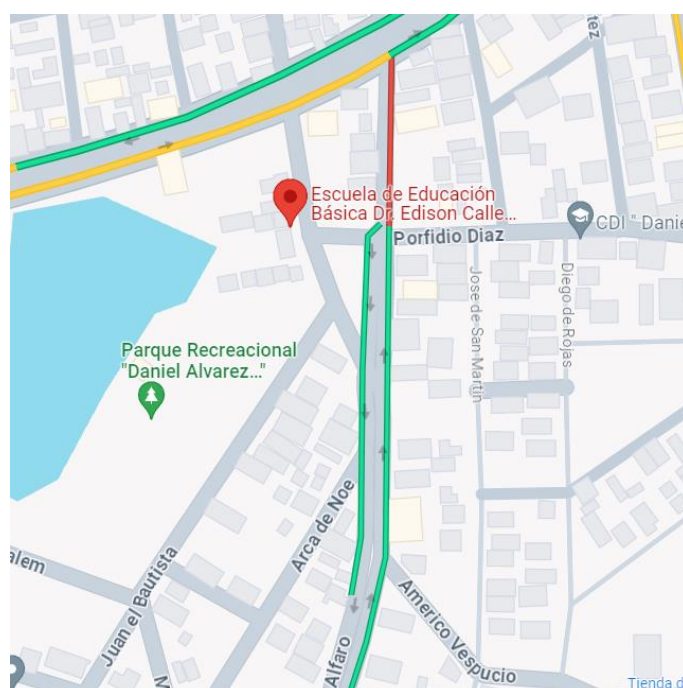 tez
Escuela de Educación
Básica Dr. Edison Calle...
CDI " Danie
Porfidio Diaz
Jose de San Martin
Diego de Rojas
Parque Recreacional
"Daniel Alvarez..."
Arca de Noe
alem
Juan el Bautista
M
Alfaro
Americo Vespucio
Tienda d